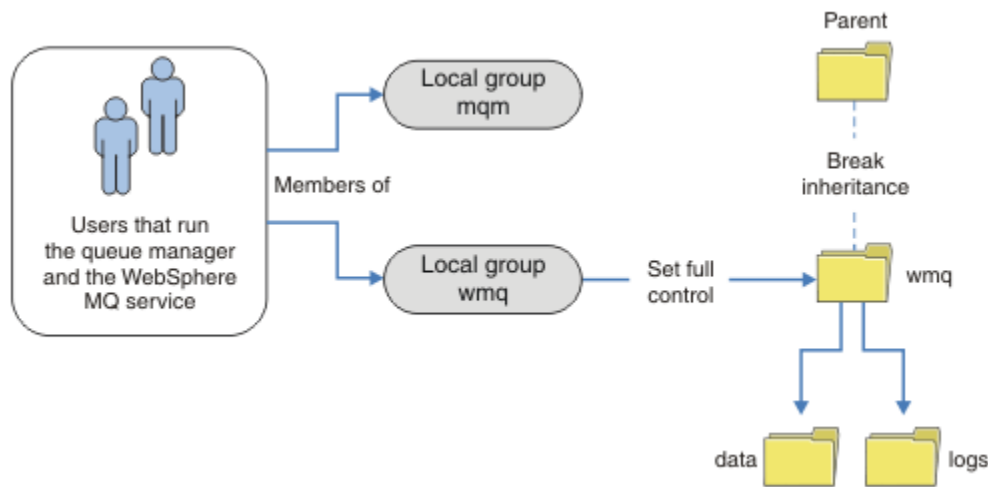 Parent
Local group
mqm
Break
inheritance
Members of
Users that run
the queue manager
and the WebSphere
MQ service
Local group
wmq
Set full
control
wmq
data
logs